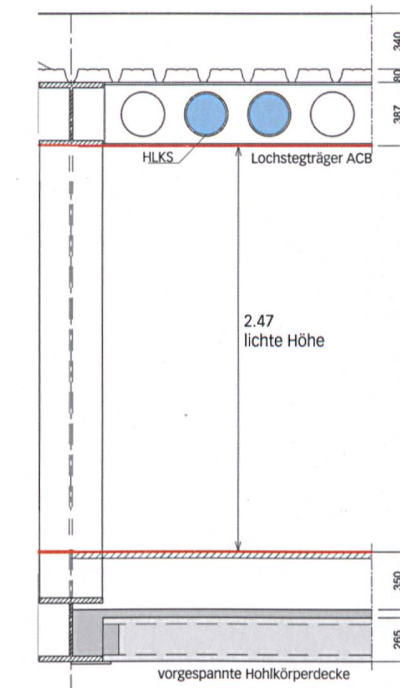 340
80
387
HLKS
Lochstegträger ACB
2.47
lichte Höhe
350
265
vorgespannte Hohlkörperdecke